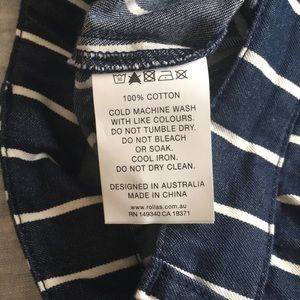 100% COTTON
COLD MACHINE WASH
WITH LIKE COLOURS.
DO NOT TUMBLE DRY.
DO NOT BLEACH
OR SOAK.
COOL IRON.
DO NOT DRY CLEAN.
DESIGNED IN AUSTRALIA
MADE IN CHINA
www.rollas.com.au
RN 149340 CA 19371